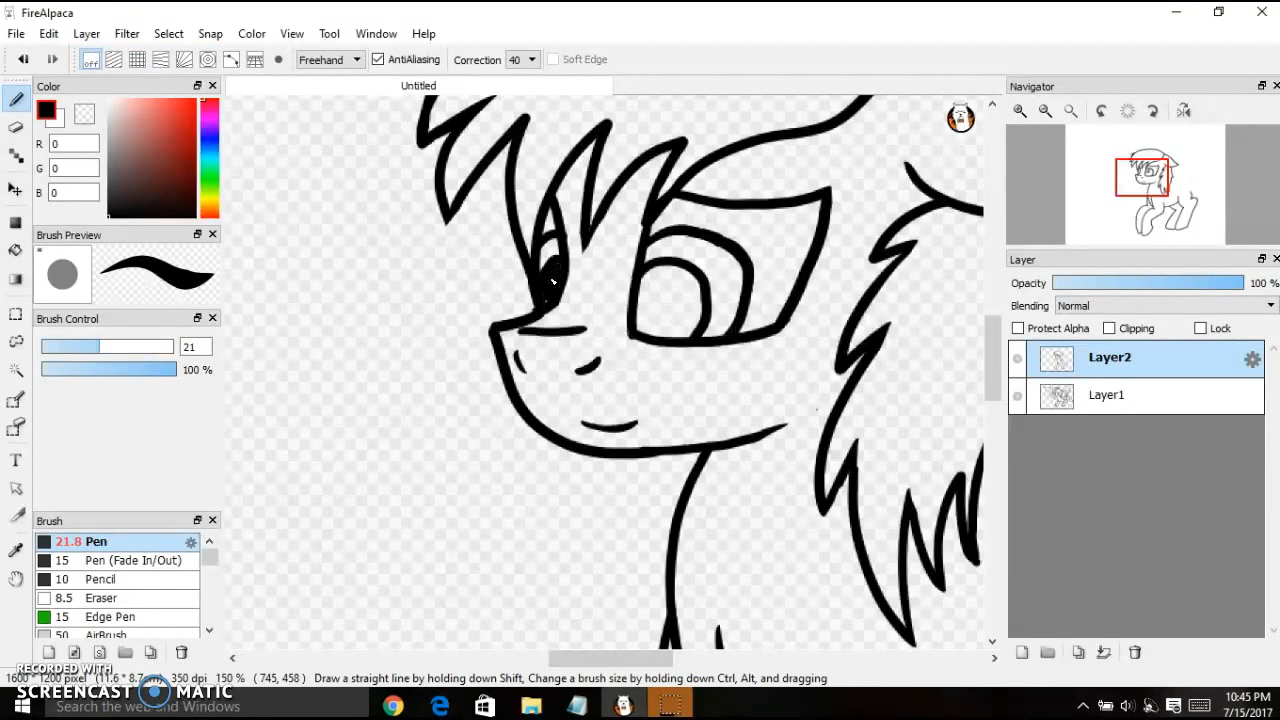 FireAlpaca
File Edit Layer Filter Select Snap Color View Tool Window Help
off Freehand AntiAliasing Correction 40 Soft Edge
Color
Untitled
Navigator
R 0
G 0
B 0
Brush Preview
Layer
Opacity 100 %
Blending Normal
Protect Alpha Clipping Lock
Brush Control
21
100 %
Layer2
Layer1
Brush
21.8 Pen
15 Pen (Fade In/Out)
10 Pencil
8.5 Eraser
15 Edge Pen
50 AirBrush
1600 * 1200 pixel 350 dpi 150 % ( 745, 458 ) Draw a straight line by holding down Shift, Change a brush size by holding down Ctrl, Alt, and dragging
RECORDED WITH
SCREENCAST MATIC
Search the web and Windows
10:45 PM
7/15/2017